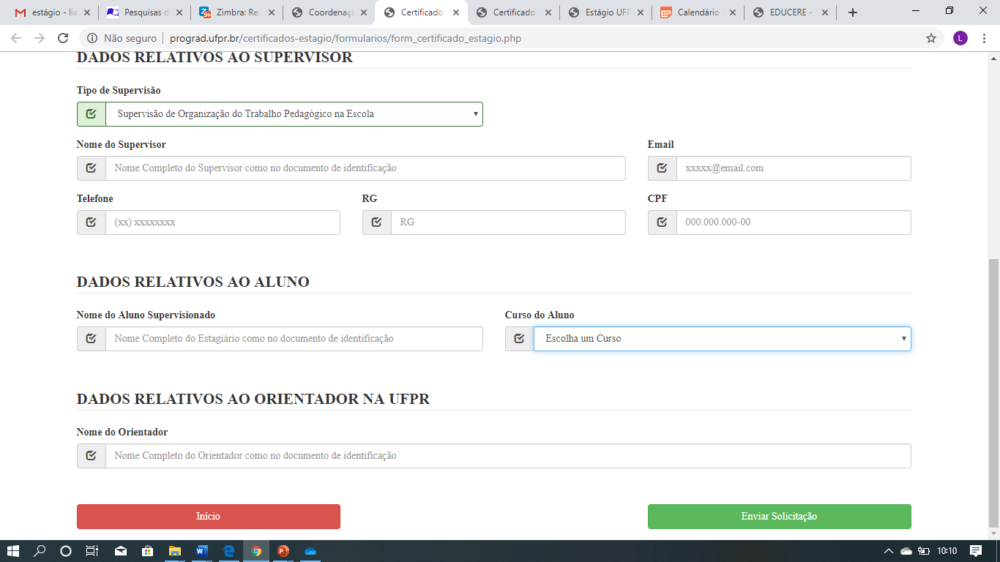 estágio - lia
Pesquisas d
Zimbra: Re:
Coordenaç
Certificado
Certificado
Estágio UFP
Calendário
EDUCERE -
Não seguro
prograd.ufpr.br/certificados-estagio/formularios/form_certificado_estagio.php
L
DADOS RELATIVOS AO SUPERVISOR
Tipo de Supervisão
Supervisão de Organização do Trabalho Pedagógico na Escola
Nome do Supervisor
Email
Nome Completo do Supervisor como no documento de identificação
xxxxx@email.com
Telefone
RG
CPF
(xx) xxxxxxxx
RG
000.000.000-00
DADOS RELATIVOS AO ALUNO
Nome do Aluno Supervisionado
Curso do Aluno
Nome Completo do Estagiário como no documento de identificação
Escolha um Curso
DADOS RELATIVOS AO ORIENTADOR NA UFPR
Nome do Orientador
Nome Completo do Orientador como no documento de identificação
Início
Enviar Solicitação
10:10